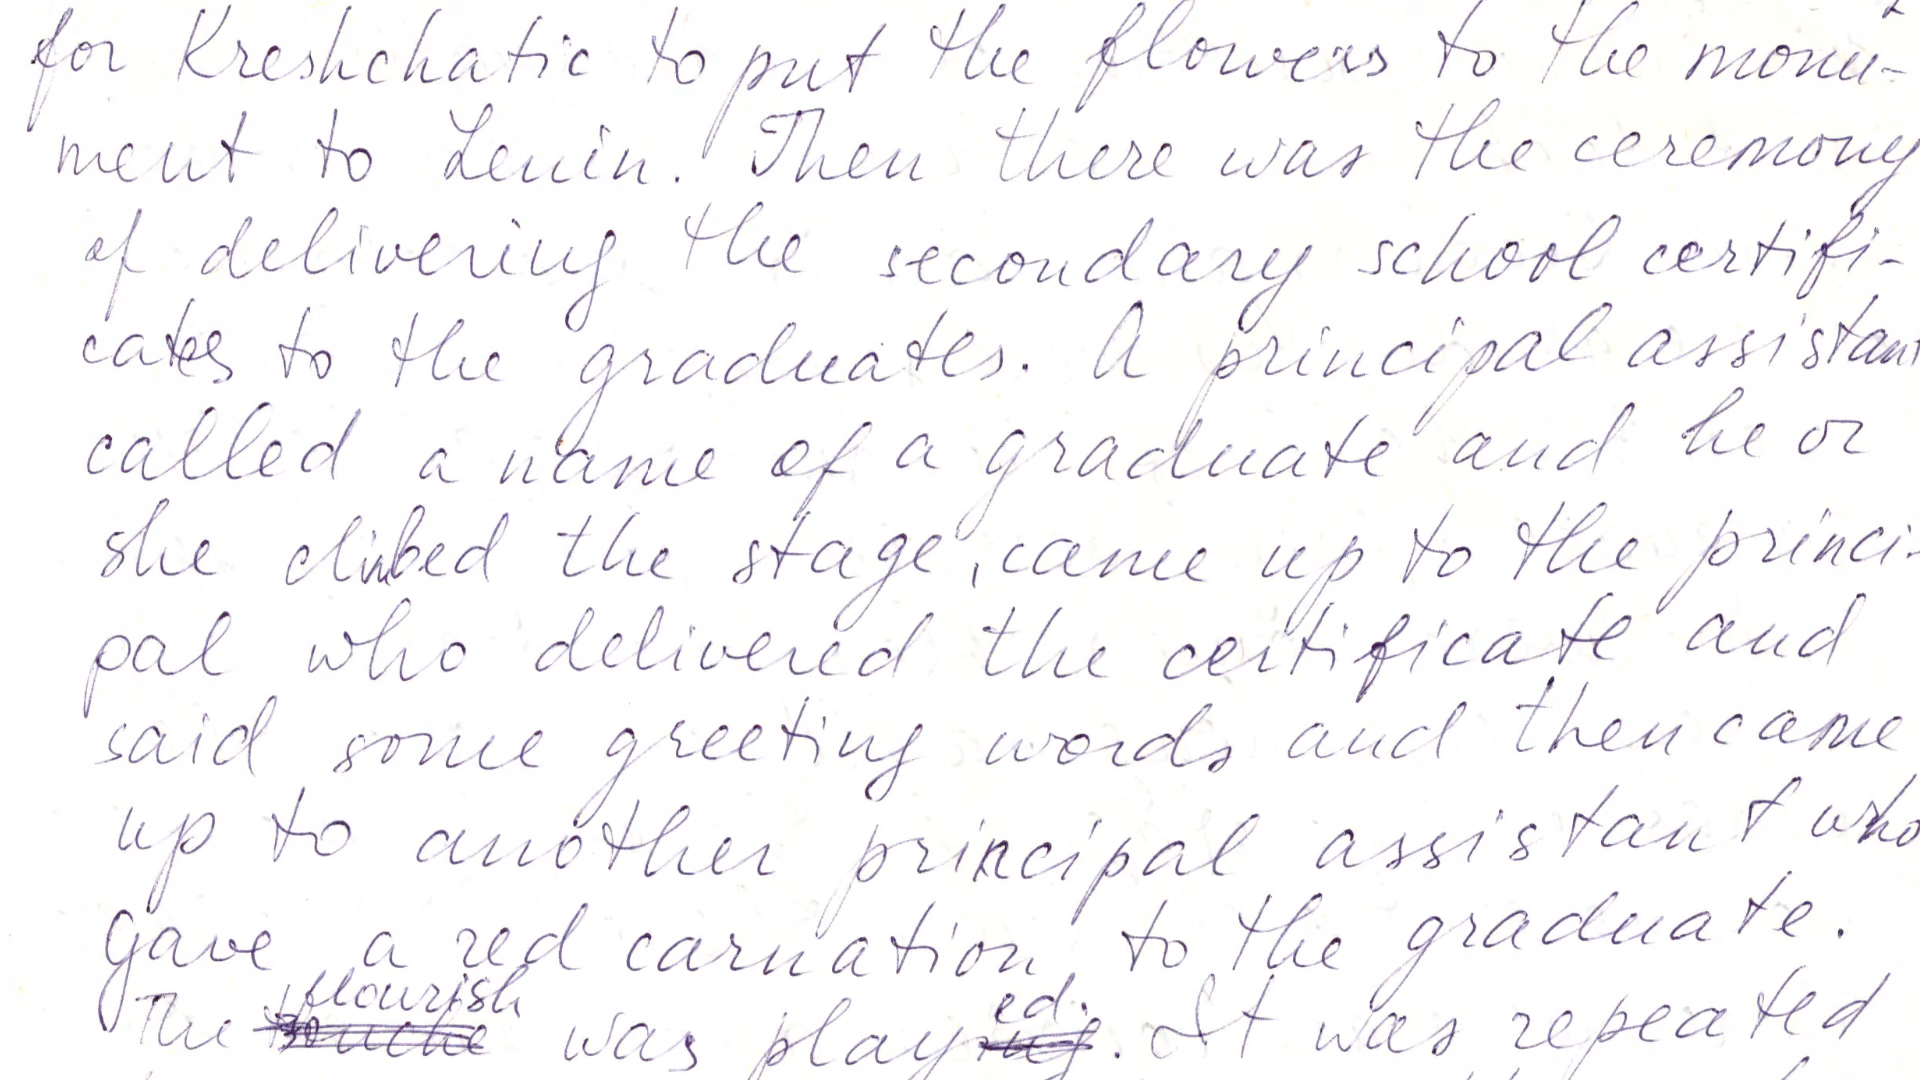 for Kreshchatic to put the flowers to the monu-
ment to Lenin. Then there was the ceremony
of delivering the secondary school certifi-
cates to the graduates. A principal assistant
called a name of a graduate and he or
she climbed the stage, came up to the princi-
pal who delivered the certificate and
said some greeting words and then came
up to another principal assistant who
gave a red carnation to the graduate.
The flourish was played. It was repeated